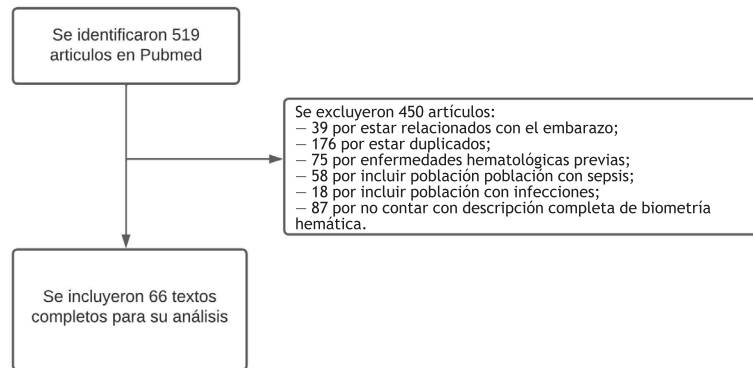 Se identificaron 519
articulos en Pubmed
Se excluyeron 450 artículos:
— 39 por estar relacionados con el embarazo;
— 176 por estar duplicados;
— 75 por enfermedades hematológicas previas;
— 58 por incluir población población con sepsis;
— 18 por incluir población con infecciones;
— 87 por no contar con descripción completa de biometría
hemática.
Se incluyeron 66 textos
completos para su análisis